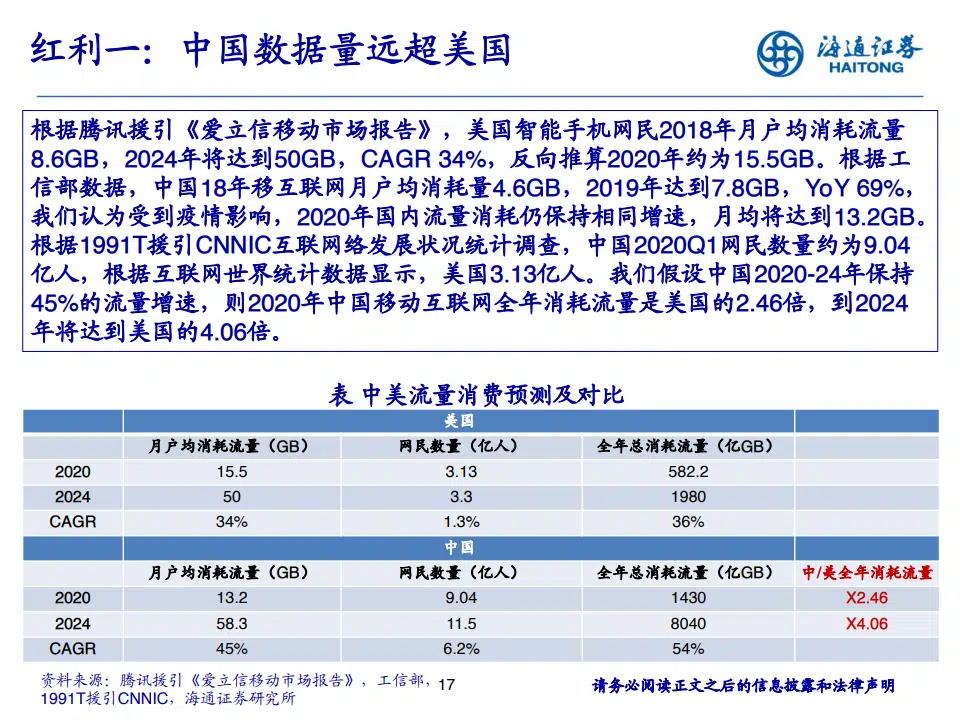 红利一：中国数据量远超美国
海通证券
HAITONG
根据腾讯援引《爱立信移动市场报告》，美国智能手机网民2018年月户均消耗流量
8.6GB，2024年将达到50GB，CAGR 34%，反向推算2020年约为15.5GB。根据工
信部数据，中国18年移互联网月户均消耗量4.6GB，2019年达到7.8GB，YoY 69%，
我们认为受到疫情影响，2020年国内流量消耗仍保持相同增速，月均将达到13.2GB。
根据1991T援引CNNIC互联网络发展状况统计调查，中国2020Q1网民数量约为9.04
亿人，根据互联网世界统计数据显示，美国3.13亿人。我们假设中国2020-24年保持
45%的流量增速，则2020年中国移动互联网全年消耗流量是美国的2.46倍，到2024
年将达到美国的4.06倍。
表 中美流量消费预测及对比
美国
月户均消耗流量（GB） 网民数量（亿人） 全年总消耗流量（亿GB）
2020 15.5 3.13 582.2
2024 50 3.3 1980
CAGR 34% 1.3% 36%
中国
月户均消耗流量（GB） 网民数量（亿人） 全年总消耗流量（亿GB） 中/美全年消耗流量
2020 13.2 9.04 1430 X2.46
2024 58.3 11.5 8040 X4.06
CAGR 45% 6.2% 54%
资料来源：腾讯援引《爱立信移动市场报告》，工信部，
1991T援引CNNIC，海通证券研究所
17
请务必阅读正文之后的信息披露和法律声明